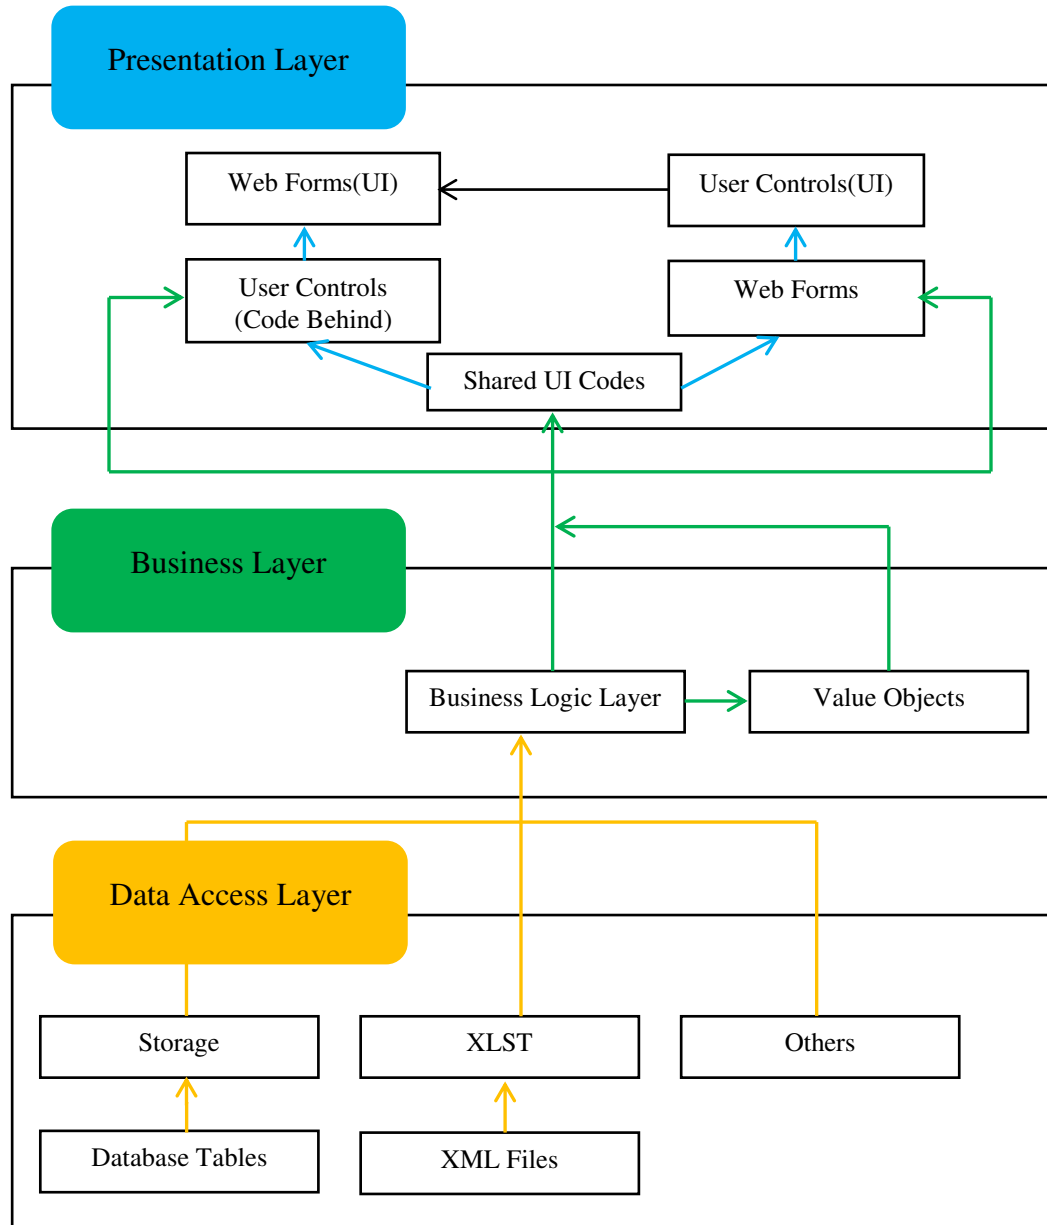 Presentation Layer
Web Forms(UI)
User Controls(UI)
User Controls
(Code Behind)
Web Forms
Shared UI Codes
Business Layer
Business Logic Layer
Value Objects
Data Access Layer
Storage
XLST
Others
Database Tables
XML Files